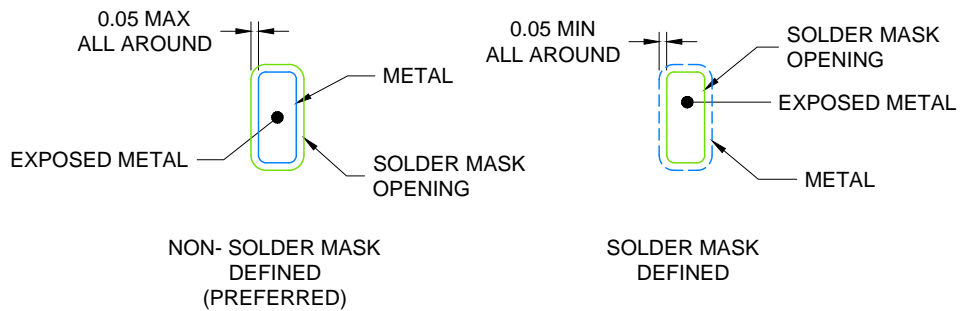 0.05 MAX
ALL AROUND
METAL
EXPOSED METAL
SOLDER MASK
OPENING
NON- SOLDER MASK
DEFINED
(PREFERRED)
0.05 MIN
ALL AROUND
SOLDER MASK
OPENING
EXPOSED METAL
METAL
SOLDER MASK
DEFINED